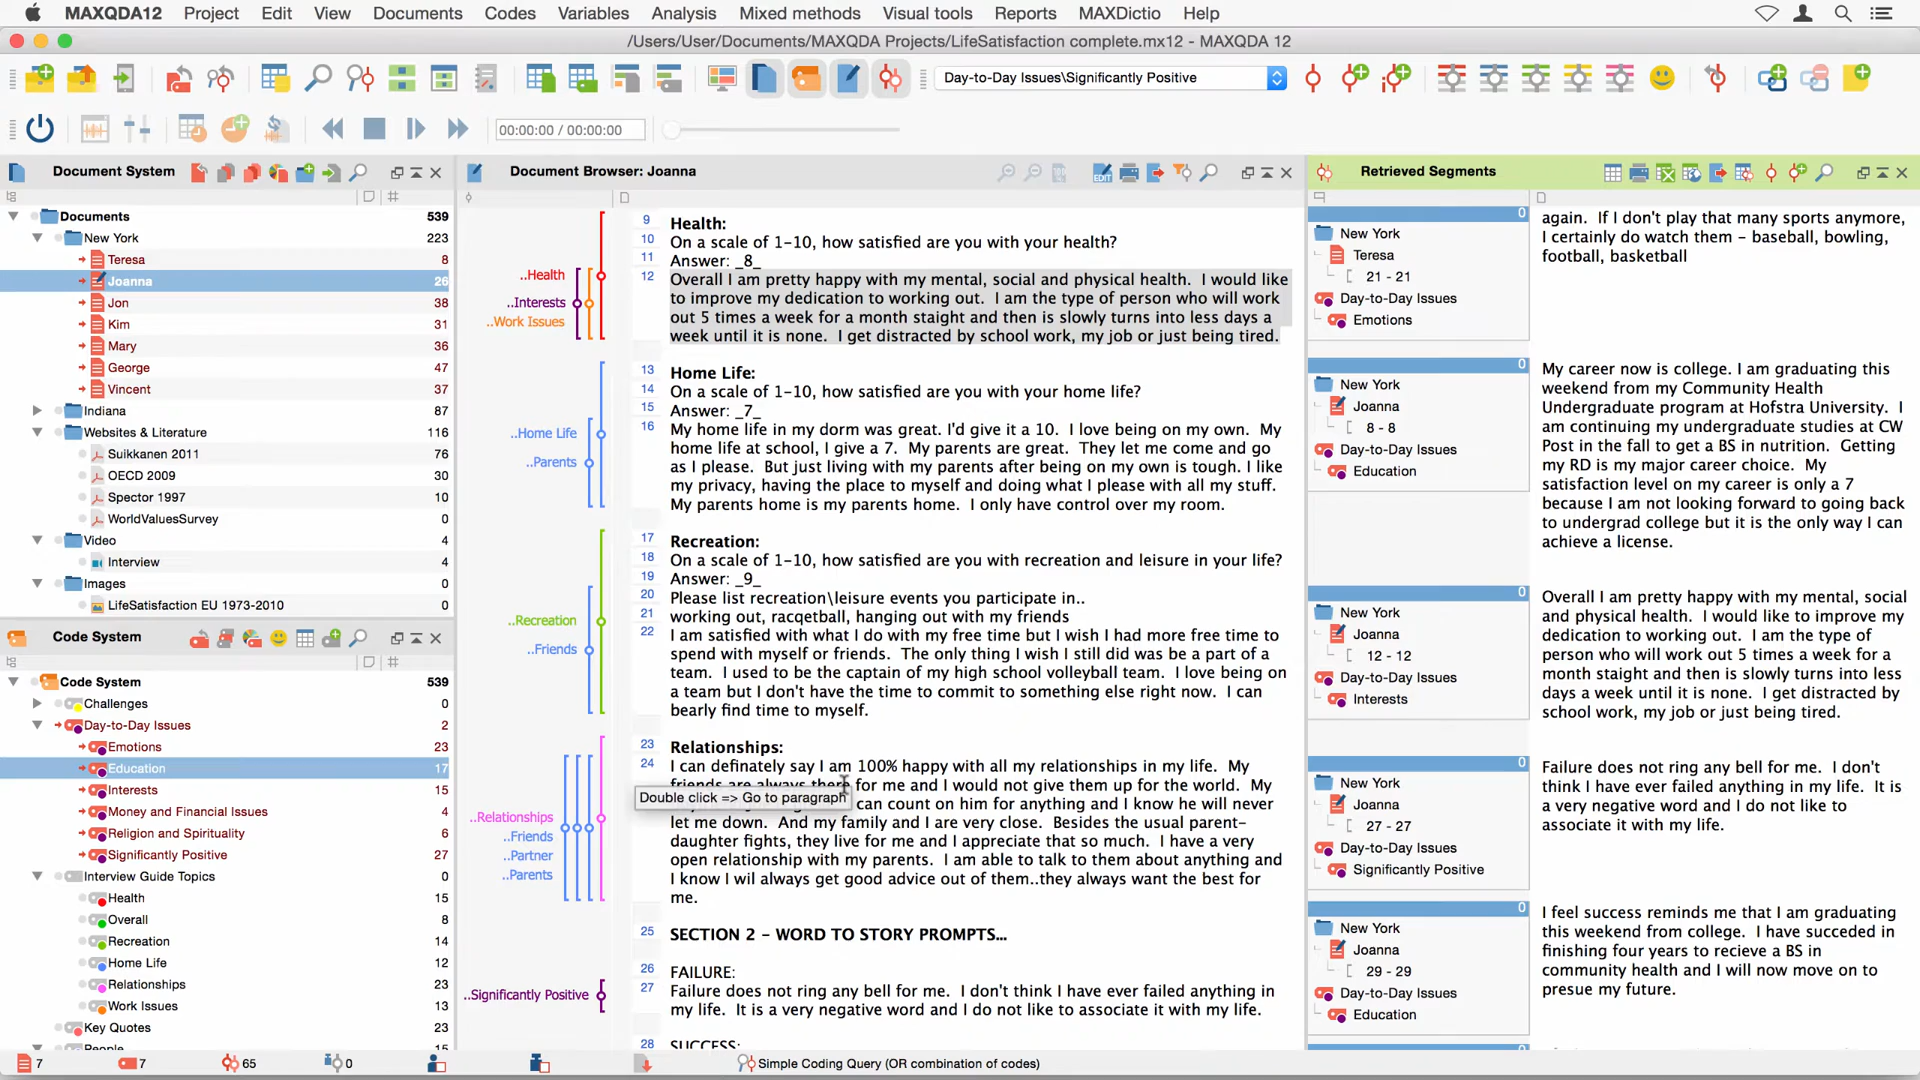 MAXQDA12 Project Edit View Documents Codes Variables Analysis Mixed methods Visual tools Reports MAXDictio Help
/Users/User/Documents/MAXQDA Projects/LifeSatisfaction complete.mx12 - MAXQDA 12
Day-to-Day Issues\Significantly Positive
00:00:00 / 00:00:00
Document System
#
Documents 539
New York 223
Teresa 8
Joanna 26
Jon 38
Kim 31
Mary 36
George 47
Vincent 37
Indiana 87
Websites & Literature 116
Suikkanen 2011 76
OECD 2009 30
Spector 1997 10
WorldValuesSurvey 0
Video 4
Interview 4
Images 0
LifeSatisfaction EU 1973-2010 0
Code System
#
Code System 539
Challenges 0
Day-to-Day Issues 2
Emotions 23
Education 17
Interests 15
Money and Financial Issues 4
Religion and Spirituality 6
Significantly Positive 27
Interview Guide Topics 0
Health 15
Overall 8
Recreation 14
Home Life 12
Relationships 23
Work Issues 13
Key Quotes 0
Document Browser: Joanna
EDIT
..Health
..Interests
..Work Issues
..Home Life
..Parents
..Recreation
..Friends
..Relationships
..Friends
..Partner
..Parents
..Significantly Positive
9 Health:
10 On a scale of 1-10, how satisfied are you with your health?
11 Answer: _8_
12 Overall I am pretty happy with my mental, social and physical health. I would like
to improve my dedication to working out. I am the type of person who will work
out 5 times a week for a month staight and then is slowly turns into less days a
week until it is none. I get distracted by school work, my job or just being tired.
13 Home Life:
14 On a scale of 1-10, how satisfied are you with your home life?
15 Answer: _7_
16 My home life in my dorm was great. I'd give it a 10. I love being on my own. My
home life at school, I give a 7. My parents are great. They let me come and go
as I please. But just living with my parents after being on my own is tough. I like
my privacy, having the place to myself and doing what I please with all my stuff.
My parents home is my parents home. I only have control over my room.
17 Recreation:
18 On a scale of 1-10, how satisfied are you with recreation and leisure in your life?
19 Answer: _9_
20 Please list recreation\leisure events you participate in..
21 working out, racqetball, hanging out with my friends
22 I am satisfied with what I do with my free time but I wish I had more free time to
spend with myself or friends. The only thing I wish I still did was be a part of a
team. I used to be the captain of my high school volleyball team. I love being on
a team but I don't have the time to commit to something else right now. I can
bearly find time to myself.
23 Relationships:
24 I can definately say I am 100% happy with all my relationships in my life. My
friends are always there for me and I would not give them up for the world. My
Double click => Go to paragraph
can count on him for anything and I know he will never
let me down. And my family and I are very close. Besides the usual parent-
daughter fights, they live for me and I appreciate that so much. I have a very
open relationship with my parents. I am able to talk to them about anything and
I know I wil always get good advice out of them..they always want the best for
me.
25 SECTION 2 - WORD TO STORY PROMPTS...
26 FAILURE:
27 Failure does not ring any bell for me. I don't think I have ever failed anything in
my life. It is a very negative word and I do not like to associate it with my life.
28 SUCCESS:
Retrieved Segments
0
New York
Teresa
21 - 21
Day-to-Day Issues
Emotions
again. If I don't play that many sports anymore,
I certainly do watch them - baseball, bowling,
football, basketball
0
New York
Joanna
8 - 8
Day-to-Day Issues
Education
My career now is college. I am graduating this
weekend from my Community Health
Undergraduate program at Hofstra University. I
am continuing my undergraduate studies at CW
Post in the fall to get a BS in nutrition. Getting
my RD is my major career choice. My
satisfaction level on my career is only a 7
because I am not looking forward to going back
to undergrad college but it is the only way I can
achieve a license.
0
New York
Joanna
12 - 12
Day-to-Day Issues
Interests
Overall I am pretty happy with my mental, social
and physical health. I would like to improve my
dedication to working out. I am the type of
person who will work out 5 times a week for a
month staight and then is slowly turns into less
days a week until it is none. I get distracted by
school work, my job or just being tired.
0
New York
Joanna
27 - 27
Day-to-Day Issues
Significantly Positive
Failure does not ring any bell for me. I don't
think I have ever failed anything in my life. It is
a very negative word and I do not like to
associate it with my life.
0
New York
Joanna
29 - 29
Day-to-Day Issues
Education
I feel success reminds me that I am graduating
this weekend from college. I have succeded in
finishing four years to recieve a BS in
community health and I will now move on to
presue my future.
7 7 65 0
Simple Coding Query (OR combination of codes)